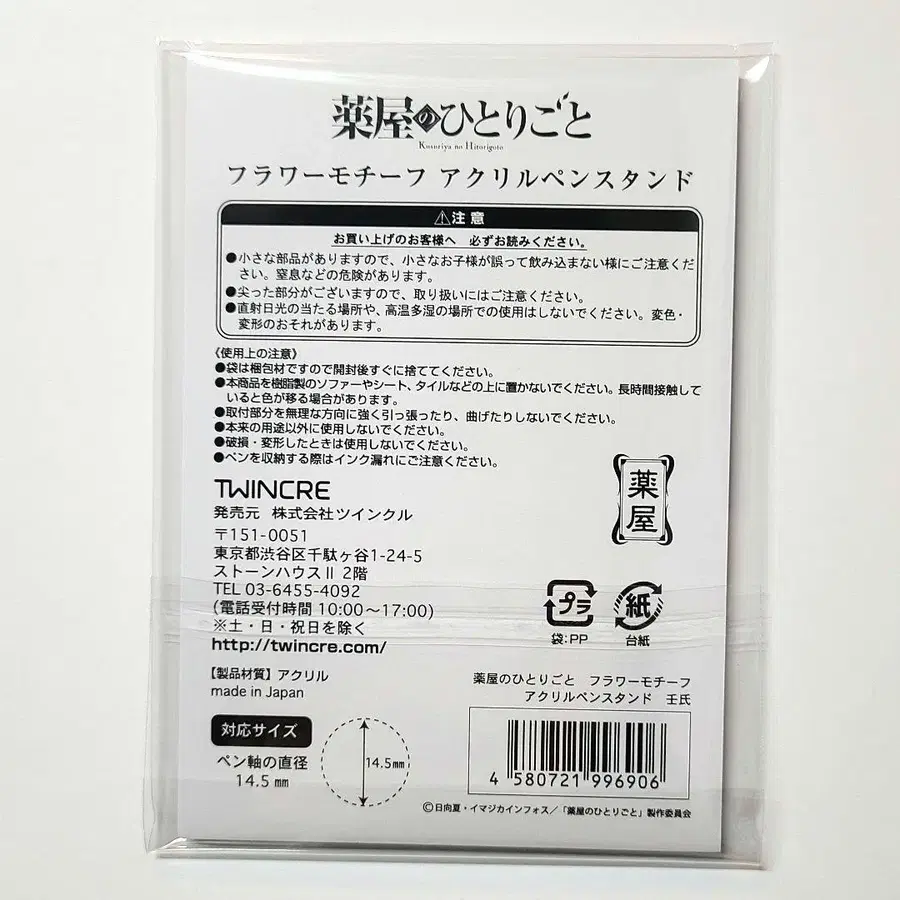 薬屋のひとりごと
Kusuriya no Hitorigoto
フラワーモチーフ アクリルペンスタンド
⚠注意
お買い上げのお客様へ 必ずお読みください。
●小さな部品がありますので、小さなお子様が誤って飲み込まない様にご注意くだ
さい。窒息などの危険があります。
●尖った部分がございますので、取り扱いにはご注意ください。
●直射日光の当たる場所や、高温多湿の場所での使用はしないでください。変色・
変形のおそれがあります。
《使用上の注意》
●袋は梱包材ですので開封後すぐに捨ててください。
●本商品を樹脂製のソファーやシート、タイルなどの上に置かないでください。長時間接触して
いると色が移る場合があります。
●取付部分を無理な方向に強く引っ張ったり、曲げたりしないでください。
●本来の用途以外に使用しないでください。
●破損・変形したときは使用しないでください。
●ペンを収納する際はインク漏れにご注意ください。
TWINCRE
発売元 株式会社ツインクル
〒151-0051
東京都渋谷区千駄ヶ谷1-24-5
ストーンハウスⅡ 2階
TEL 03-6455-4092
(電話受付時間 10:00～17:00)
※土・日・祝日を除く
http://twincre.com/
薬屋
プラ
袋:PP
紙
台紙
【製品材質】アクリル
made in Japan
対応サイズ
ペン軸の直径
14.5㎜
14.5㎜
薬屋のひとりごと フラワーモチーフ
アクリルペンスタンド 壬氏
4 580721 996906
©日向夏・イマジカインフォス/「薬屋のひとりごと」製作委員会